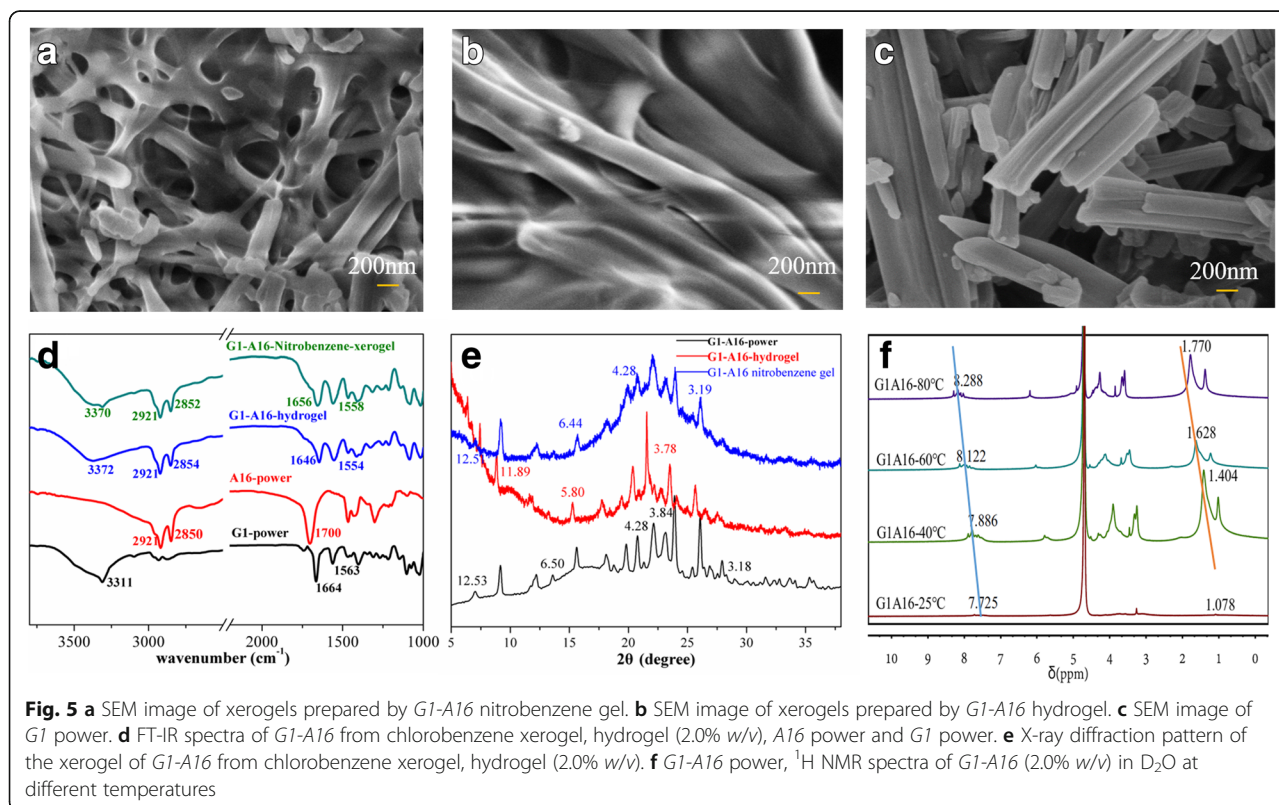 a
200nm
b
200nm
c
200nm
d
G1-A16-Nitrobenzene-xerogel
3370
2921
2852
1656
1558
G1-A16-hydrogel
3372
2921
2854
1646
1554
A16-power
2921
2850
1700
G1-power
3311
1664
1563
3500
3000
2000
1500
1000
wavenumber (cm-1)
e
G1-A16-power
G1-A16-hydrogel
G1-A16 nitrobenzene gel
4.28
3.19
6.44
12.51
11.89
3.78
5.80
3.84
4.28
6.50
12.53
3.18
5
10
15
20
25
30
35
2θ (degree)
f
1.770
G1A16-80℃
8.288
1.628
G1A16-60℃
8.122
1.404
G1A16-40℃
7.886
G1A16-25℃
7.725
1.078
10
9
8
7
6
5
4
3
2
1
0
δ(ppm)
Fig. 5 a SEM image of xerogels prepared by G1-A16 nitrobenzene gel. b SEM image of xerogels prepared by G1-A16 hydrogel. c SEM image of
G1 power. d FT-IR spectra of G1-A16 from chlorobenzene xerogel, hydrogel (2.0% w/v), A16 power and G1 power. e X-ray diffraction pattern of
the xerogel of G1-A16 from chlorobenzene xerogel, hydrogel (2.0% w/v). f G1-A16 power, 1H NMR spectra of G1-A16 (2.0% w/v) in D2O at
different temperatures